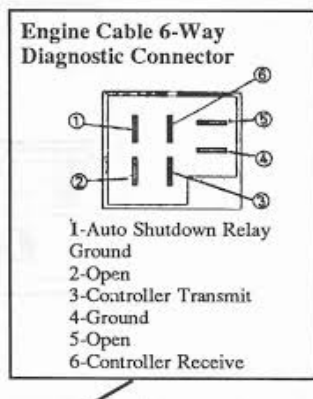 Engine Cable 6-Way
Diagnostic Connector
⑥
①
⑤
④
②
③
1-Auto Shutdown Relay
Ground
2-Open
3-Controller Transmit
4-Ground
5-Open
6-Controller Receive